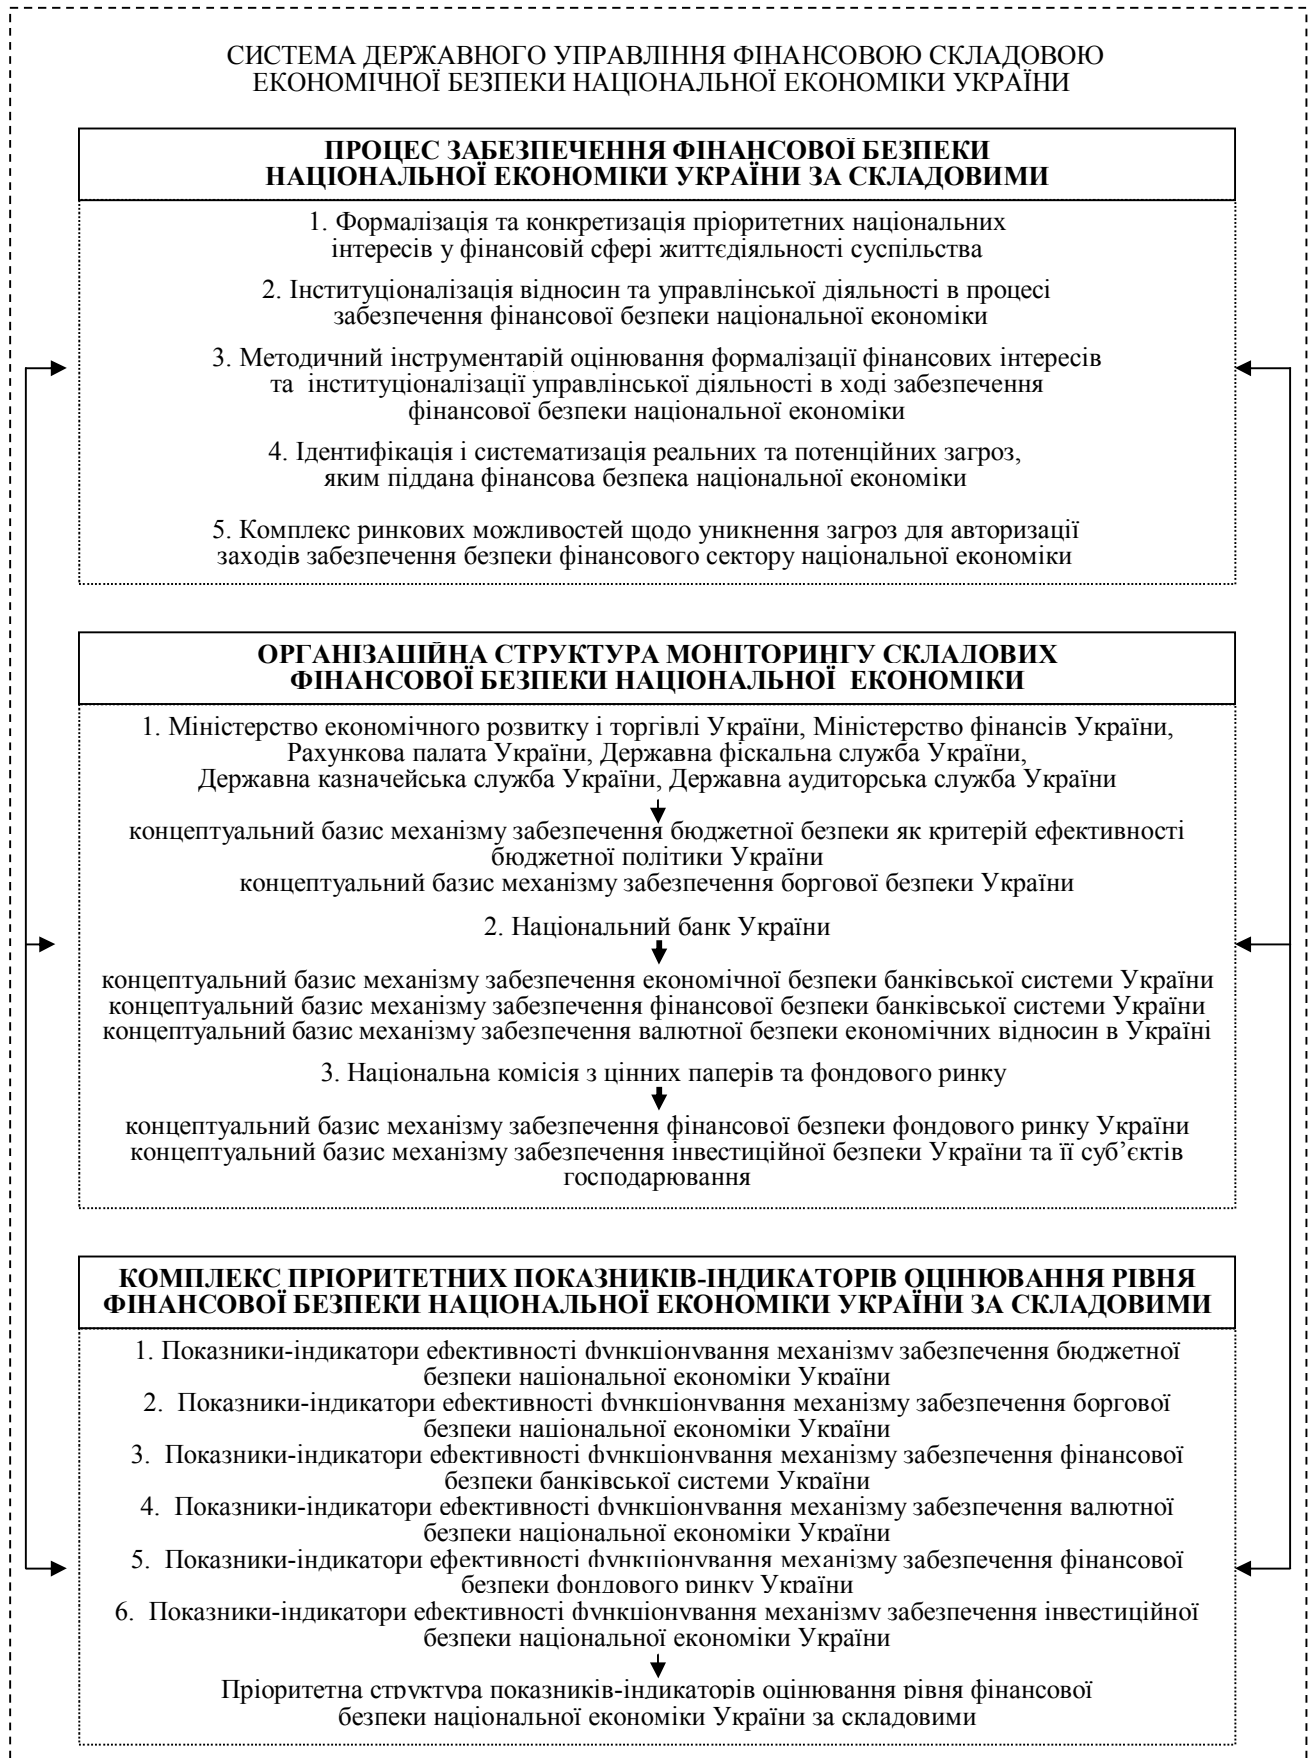 СИСТЕМА ДЕРЖАВНОГО УПРАВЛІННЯ ФІНАНСОВОЮ СКЛАДОВОЮ
ЕКОНОМІЧНОЇ БЕЗПЕКИ НАЦІОНАЛЬНОЇ ЕКОНОМІКИ УКРАЇНИ
ПРОЦЕС ЗАБЕЗПЕЧЕННЯ ФІНАНСОВОЇ БЕЗПЕКИ
НАЦІОНАЛЬНОЇ ЕКОНОМІКИ УКРАЇНИ ЗА СКЛАДОВИМИ
1. Формалізація та конкретизація пріоритетних національних
інтересів у фінансовій сфері життєдіяльності суспільства
2. Інституціоналізація відносин та управлінської діяльності в процесі
забезпечення фінансової безпеки національної економіки
3. Методичний інструментарій оцінювання формалізації фінансових інтересів
та інституціоналізації управлінської діяльності в ході забезпечення
фінансової безпеки національної економіки
4. Ідентифікація і систематизація реальних та потенційних загроз,
яким піддана фінансова безпека національної економіки
5. Комплекс ринкових можливостей щодо уникнення загроз для авторизації
заходів забезпечення безпеки фінансового сектору національної економіки
ОРГАНІЗАЦІЙНА СТРУКТУРА МОНІТОРИНГУ СКЛАДОВИХ
ФІНАНСОВОЇ БЕЗПЕКИ НАЦІОНАЛЬНОЇ ЕКОНОМІКИ
1. Міністерство економічного розвитку і торгівлі України, Міністерство фінансів України,
Рахункова палата України, Державна фіскальна служба України,
Державна казначейська служба України, Державна аудиторська служба України
концептуальний базис механізму забезпечення бюджетної безпеки як критерій ефективності
бюджетної політики України
концептуальний базис механізму забезпечення боргової безпеки України
2. Національний банк України
концептуальний базис механізму забезпечення економічної безпеки банківської системи України
концептуальний базис механізму забезпечення фінансової безпеки банківської системи України
концептуальний базис механізму забезпечення валютної безпеки економічних відносин в Україні
3. Національна комісія з цінних паперів та фондового ринку
концептуальний базис механізму забезпечення фінансової безпеки фондового ринку України
концептуальний базис механізму забезпечення інвестиційної безпеки України та її суб’єктів
господарювання
КОМПЛЕКС ПРІОРИТЕТНИХ ПОКАЗНИКІВ-ІНДИКАТОРІВ ОЦІНЮВАННЯ РІВНЯ
ФІНАНСОВОЇ БЕЗПЕКИ НАЦІОНАЛЬНОЇ ЕКОНОМІКИ УКРАЇНИ ЗА СКЛАДОВИМИ
1. Показники-індикатори ефективності функціонування механізму забезпечення бюджетної
безпеки національної економіки України
2. Показники-індикатори ефективності функціонування механізму забезпечення боргової
безпеки національної економіки України
3. Показники-індикатори ефективності функціонування механізму забезпечення фінансової
безпеки банківської системи України
4. Показники-індикатори ефективності функціонування механізму забезпечення валютної
безпеки національної економіки України
5. Показники-індикатори ефективності функціонування механізму забезпечення фінансової
безпеки фондового ринку України
6. Показники-індикатори ефективності функціонування механізму забезпечення інвестиційної
безпеки національної економіки України
Пріоритетна структура показників-індикаторів оцінювання рівня фінансової
безпеки національної економіки України за складовими